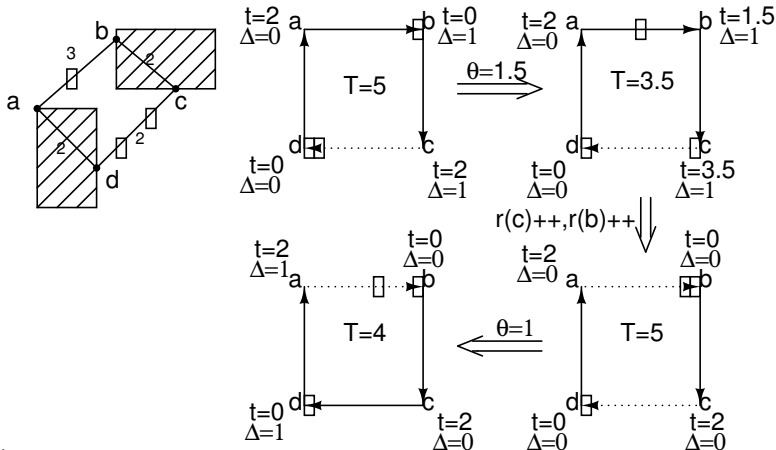 b
3
2
c
a
2
2
d
t=2
Δ=0
a
t=0
b
Δ=1
T=5
d
t=0
Δ=0
c
t=2
Δ=1
θ=1.5
t=2
Δ=0
a
b
t=1.5
Δ=1
T=3.5
d
t=0
Δ=0
c
t=3.5
Δ=1
r(c)++,r(b)++
t=2
Δ=1
a
t=0
Δ=0
b
T=4
d
t=0
Δ=1
c
t=2
Δ=0
θ=1
t=2
Δ=0
a
t=0
Δ=0
b
T=5
d
t=0
Δ=0
c
t=2
Δ=0